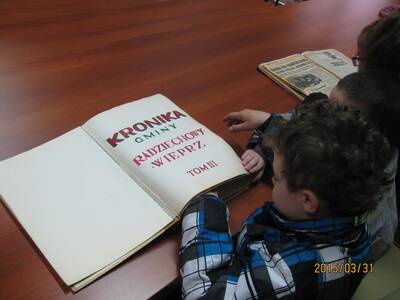 KRONIKA
GMINY
RADZIECHOWY
-WIEPRZ
TOM III
2015/03/31